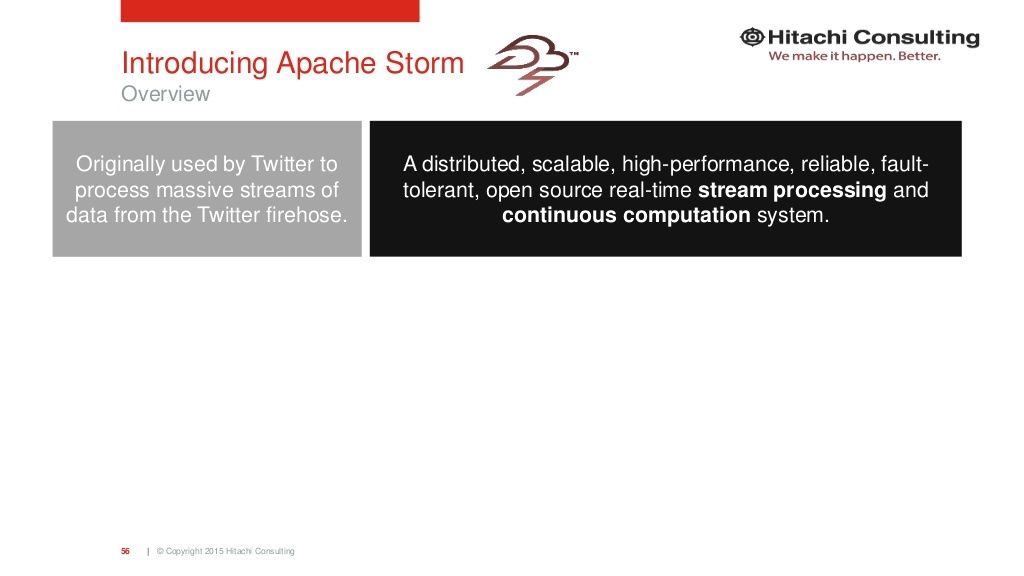 Introducing Apache Storm
Overview
™
Hitachi Consulting
We make it happen. Better.
Originally used by Twitter to
process massive streams of
data from the Twitter firehose.
A distributed, scalable, high-performance, reliable, fault-
tolerant, open source real-time stream processing and
continuous computation system.
56 | © Copyright 2015 Hitachi Consulting